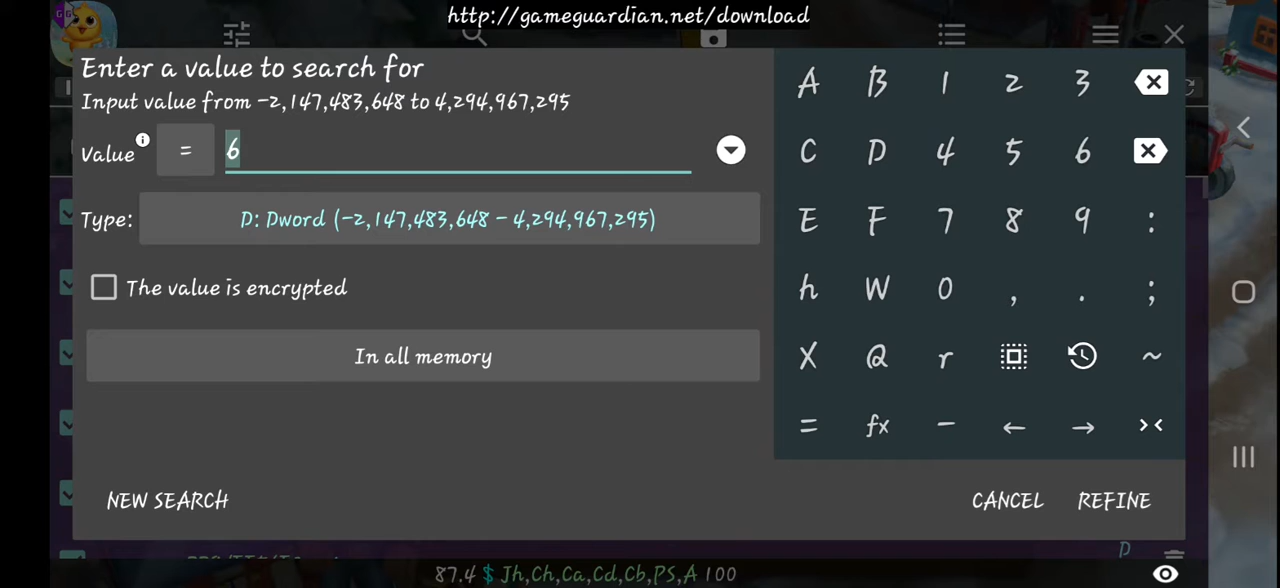 http://gameguardian.net/download
Enter a value to search for
Input value from -2,147,483,648 to 4,294,967,295
Value i = 6
Type: D: Dword (-2,147,483,648 - 4,294,967,295)
The value is encrypted
In all memory
NEW SEARCH
CANCEL REFINE
A B 1 2 3
C D 4 5 6
E F 7 8 9 :
h W 0 , . ;
X Q r ~
= fx - ← → ><
D
87.4 $ Jh,Ch,Ca,Cd,Cb,PS,A 100